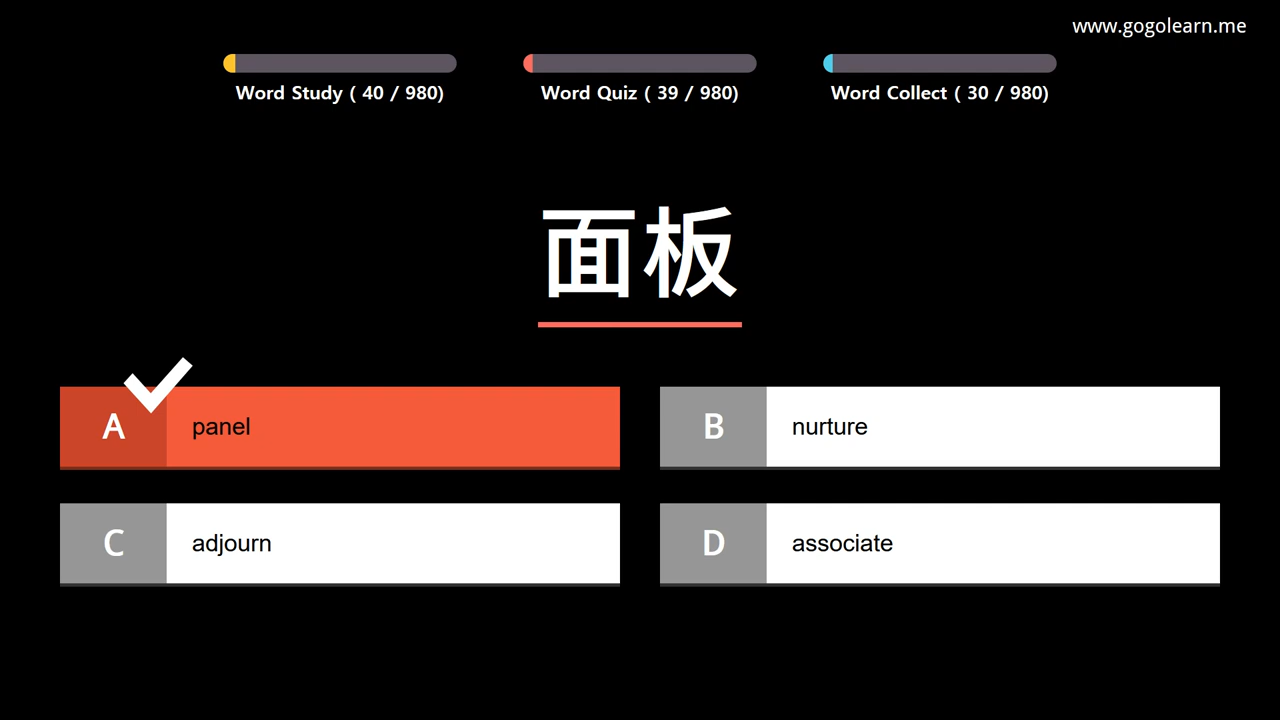 www.gogolearn.me
Word Study ( 40 / 980)
Word Quiz ( 39 / 980)
Word Collect ( 30 / 980)
面板
A panel
B nurture
C adjourn
D associate